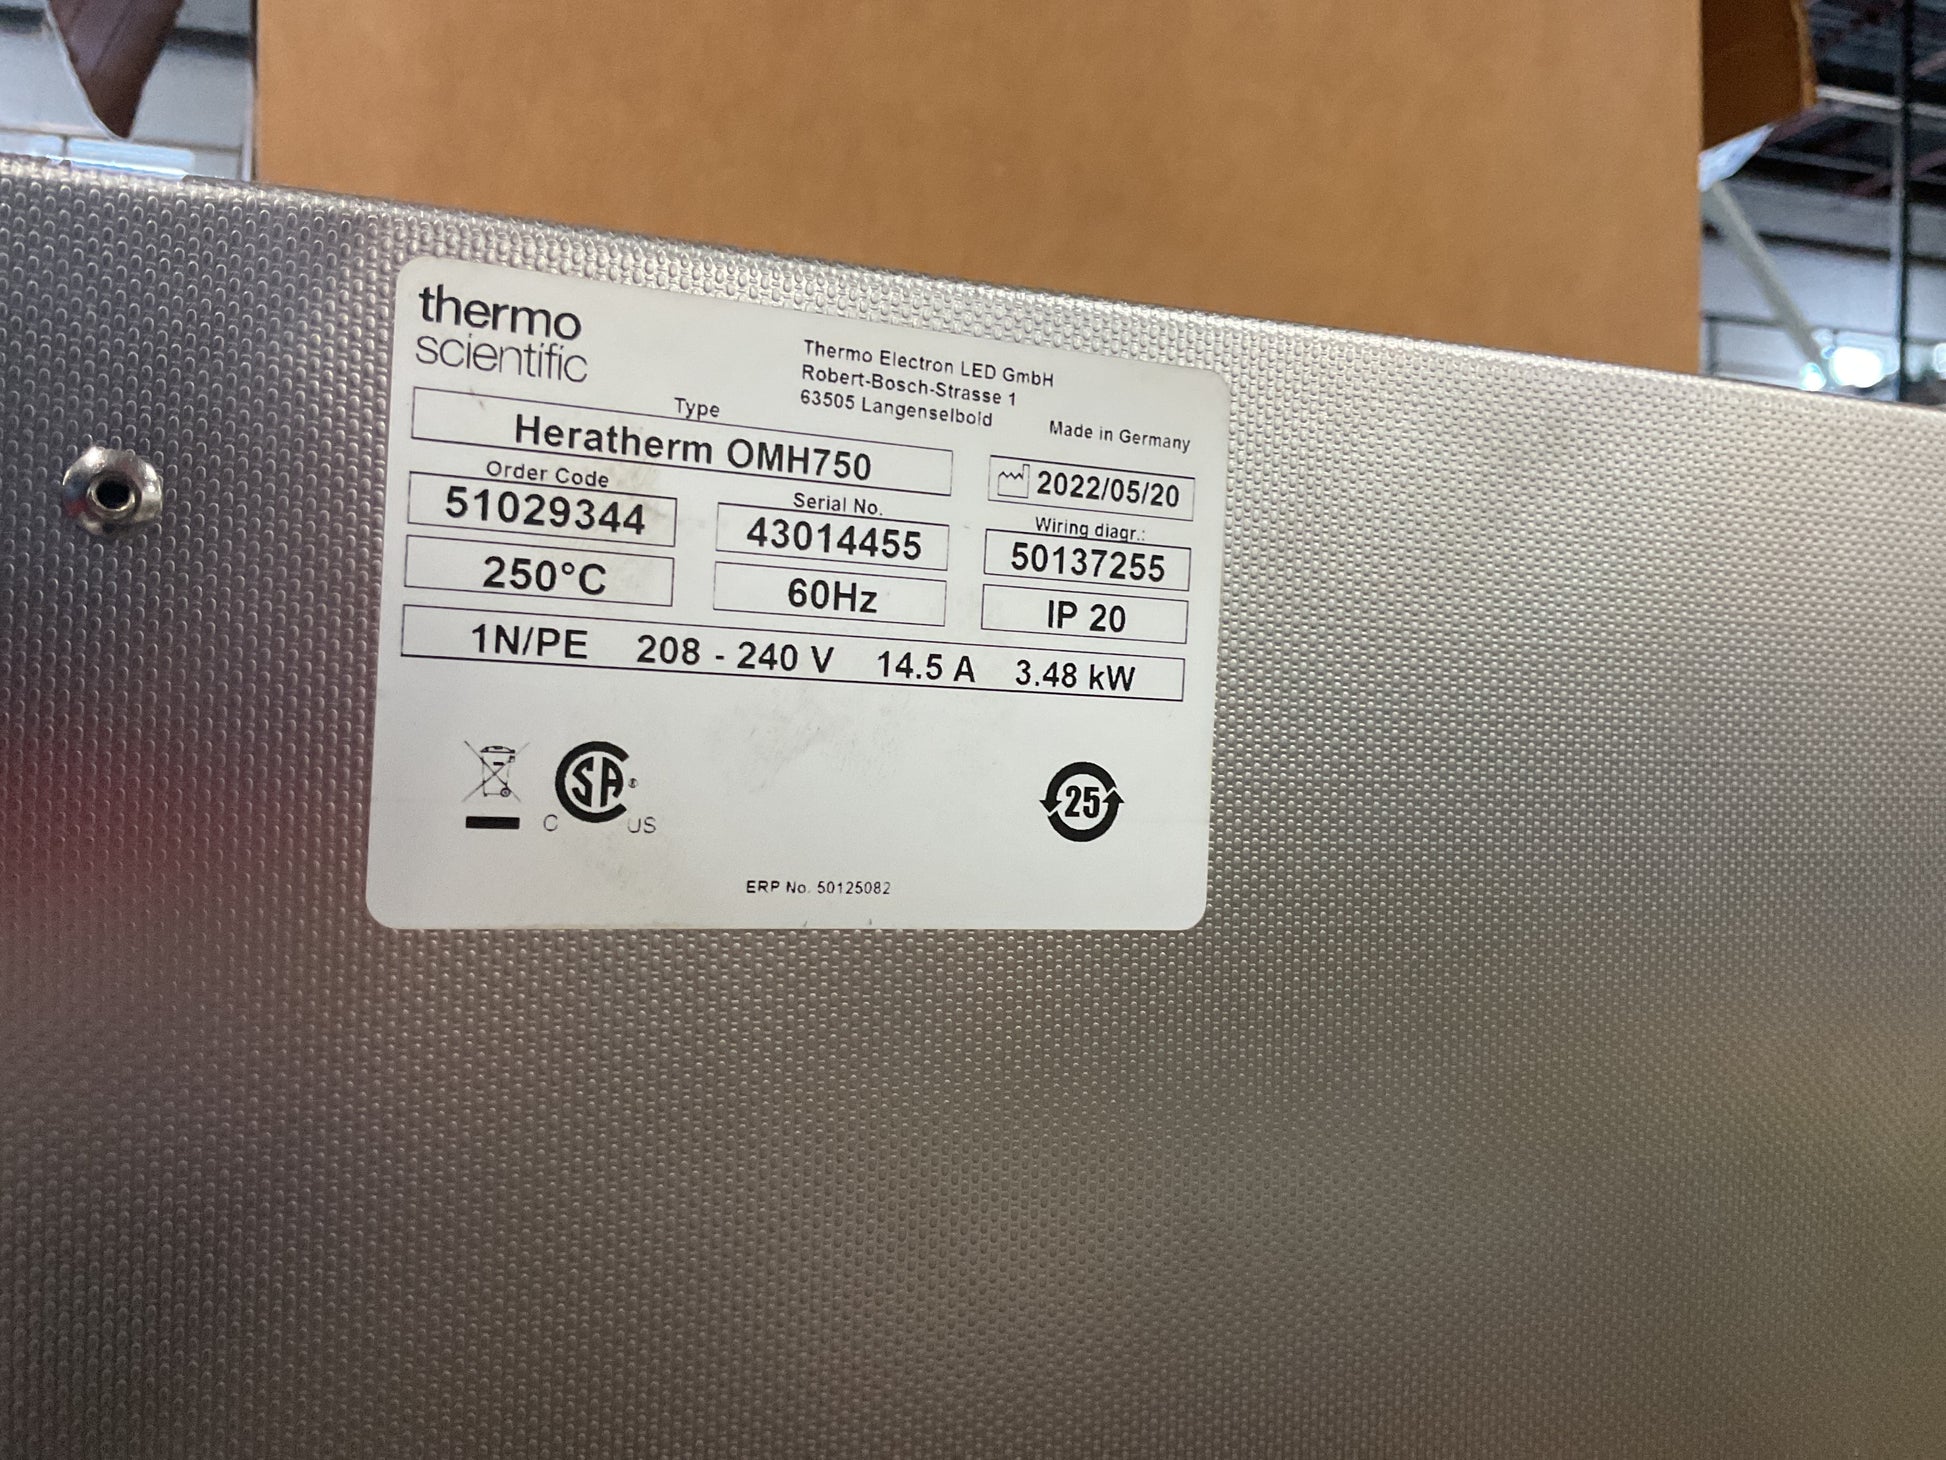 thermo
scientific
Thermo Electron LED GmbH
Robert-Bosch-Strasse 1
63505 Langenselbold
Made in Germany
Type
Heratherm OMH750
2022/05/20
Order Code
51029344
Serial No.
43014455
Wiring diagr.:
50137255
250°C
60Hz
IP 20
1N/PE 208 - 240 V 14.5 A 3.48 kW
C SA ® US
25
ERP No. 50125082